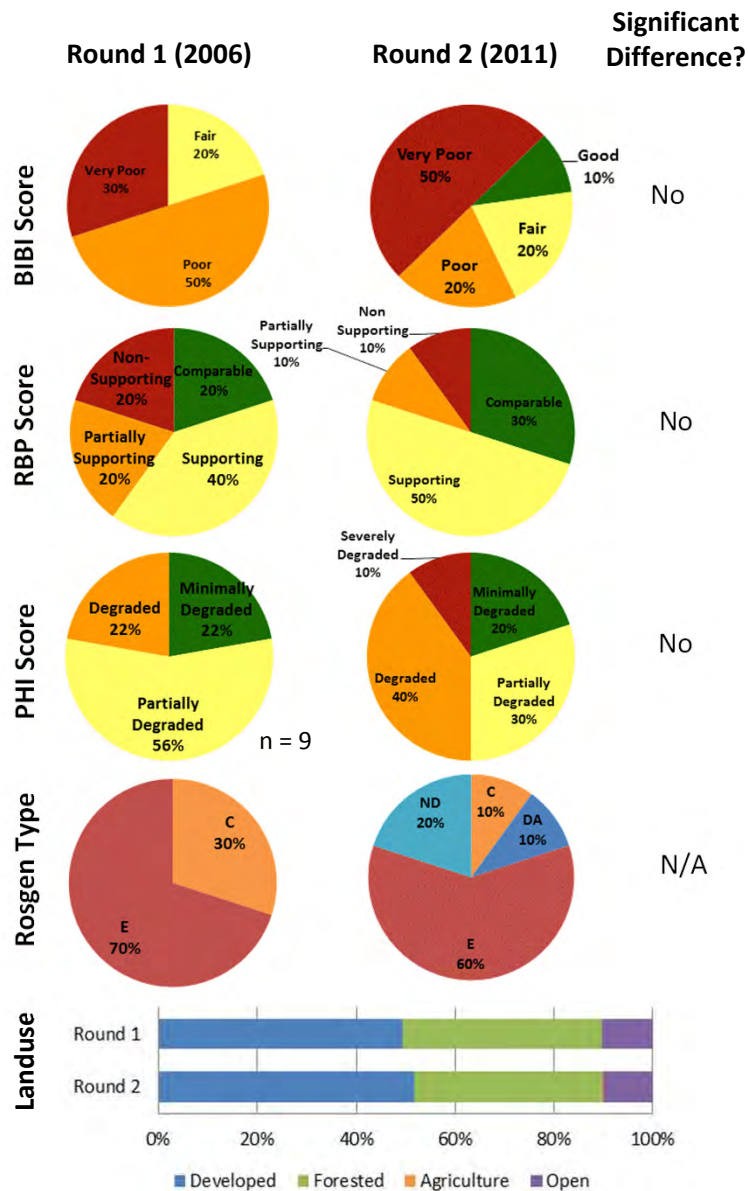 Significant
Difference?
Round 1 (2006)
Round 2 (2011)
BIBI Score
Fair
20%
Very Poor
30%
Poor
50%
Very Poor
50%
Good
10%
Fair
20%
Poor
20%
No
RBP Score
Non-
Supporting
20%
Comparable
20%
Partially
Supporting
20%
Supporting
40%
Partially
Supporting
10%
Non
Supporting
10%
Comparable
30%
Supporting
50%
No
PHI Score
Degraded
22%
Minimally
Degraded
22%
Partially
Degraded
56%
n = 9
Severely
Degraded
10%
Minimally
Degraded
20%
Degraded
40%
Partially
Degraded
30%
No
Rosgen Type
C
30%
E
70%
ND
20%
C
10%
DA
10%
E
60%
N/A
Landuse
Round 1
Round 2
0% 20% 40% 60% 80% 100%
Developed Forested Agriculture Open